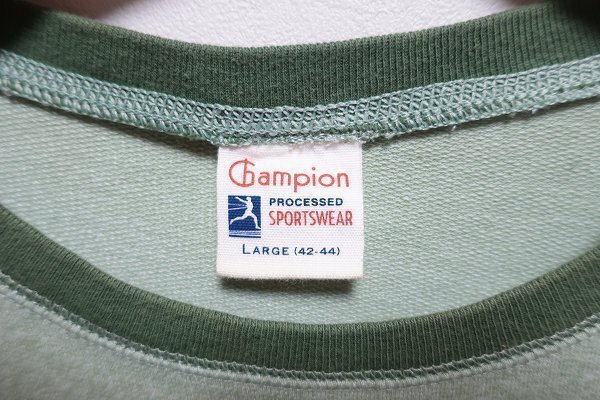 Champion
PROCESSED
SPORTSWEAR
LARGE (42-44)